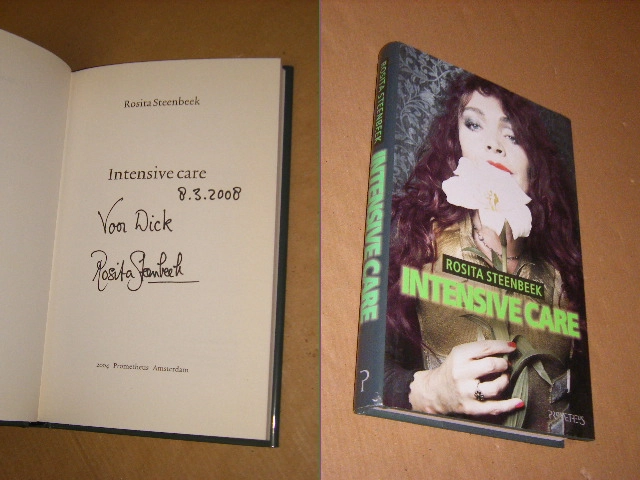 Rosita Steenbeek
Intensive care
8.3.2008
Voor Dick
Rosita Steenbeek
2004 Prometheus Amsterdam
ROSITA STEENBEEK
INTENSIVE CARE
P
ROSITA STEENBEEK
INTENSIVE CARE
PROMETHEUS